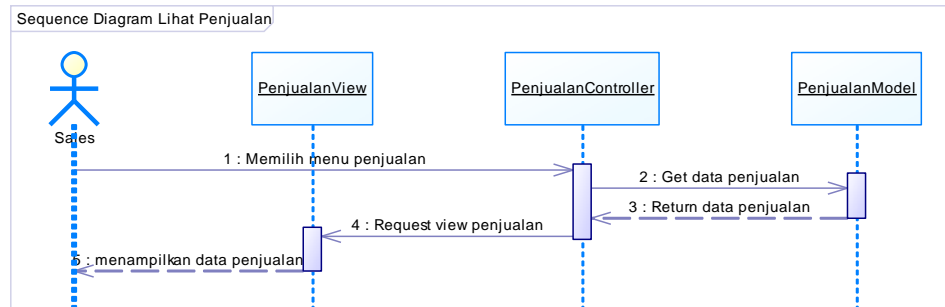 Sequence Diagram Lihat Penjualan
PenjualanView
PenjualanController
PenjualanModel
Sales
1 : Memilih menu penjualan
2 : Get data penjualan
3 : Return data penjualan
4 : Request view penjualan
5 : menampilkan data penjualan